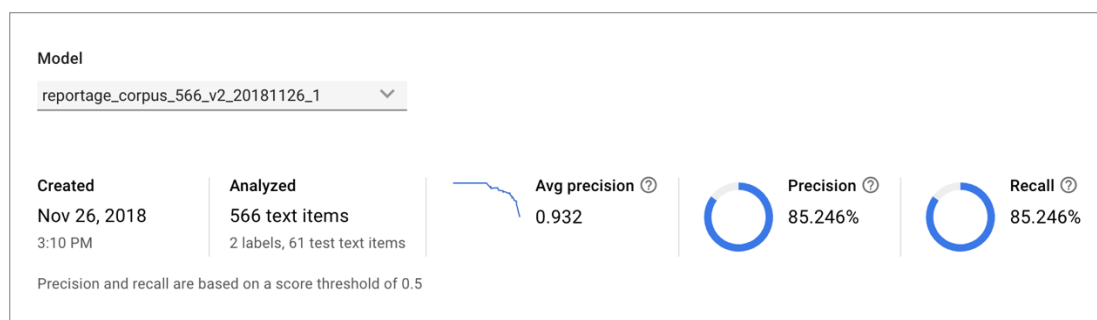 Model
reportage_corpus_566_v2_20181126_1
Created
Nov 26, 2018
3:10 PM
Analyzed
566 text items
2 labels, 61 test text items
Avg precision
0.932
Precision
85.246%
Recall
85.246%
Precision and recall are based on a score threshold of 0.5